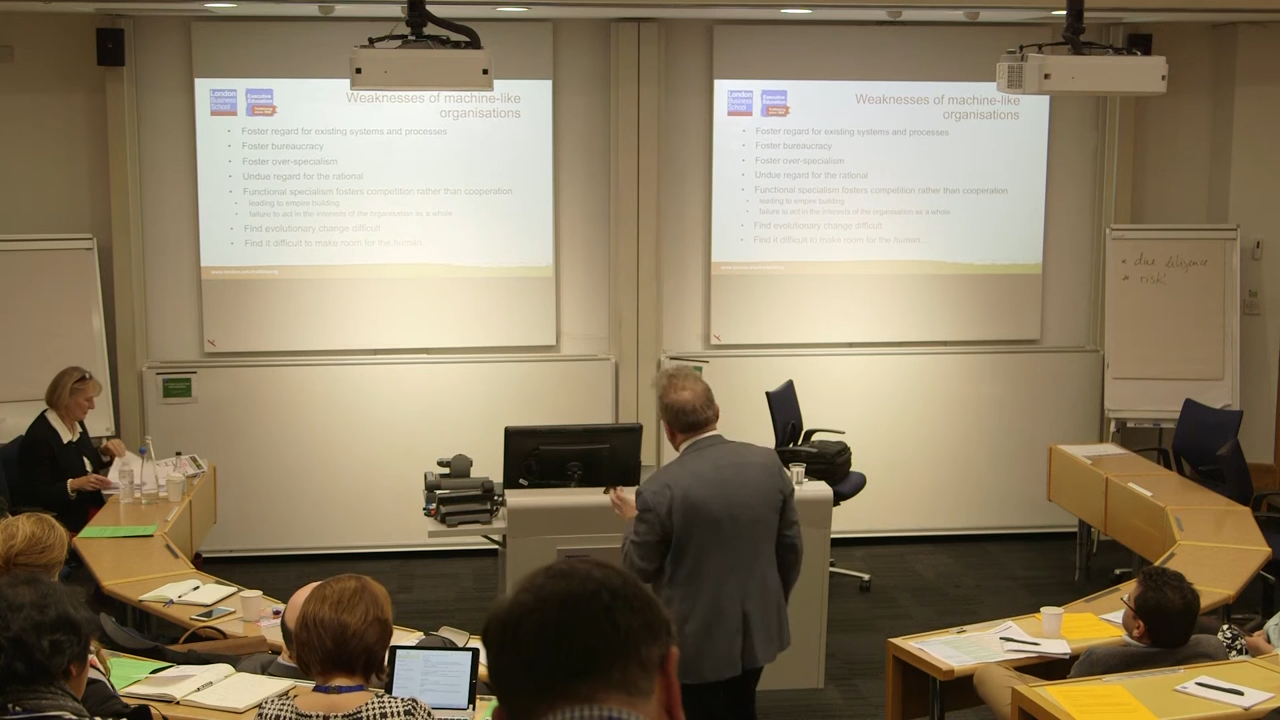 London
Business
School
Executive
Education
Weaknesses of machine-like
organisations
• Foster regard for existing systems and processes
• Foster bureaucracy
• Foster over-specialism
• Undue regard for the rational
• Functional specialism fosters competition rather than cooperation
• leading to empire building
• failure to act in the interests of the organisation as a whole
• Find evolutionary change difficult
• Find it difficult to make room for the human...
London
Business
School
Executive
Education
Weaknesses of machine-like
organisations
• Foster regard for existing systems and processes
• Foster bureaucracy
• Foster over-specialism
• Undue regard for the rational
• Functional specialism fosters competition rather than cooperation
• leading to empire building
• failure to act in the interests of the organisation as a whole
• Find evolutionary change difficult
• Find it difficult to make room for the human...
* due diligence
* risk